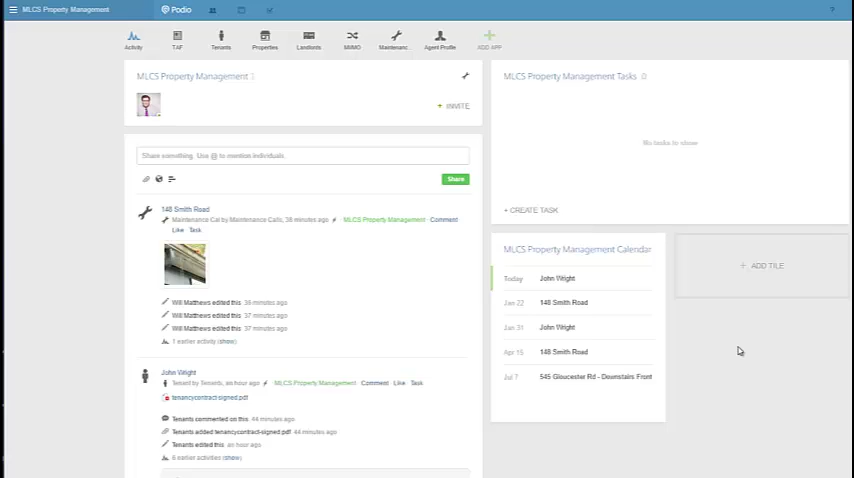 MLCS Property Management
Podio
?
Activity
TAF
Tenants
Properties
Landlords
MIMO
Maintenanc..
Agent Profile
ADD APP
MLCS Property Management
+ INVITE
Share something. Use @ to mention individuals.
Share
148 Smith Road
Maintenance Cal by Maintenance Calls, 38 minutes ago MLCS Property Management Comment
Like Task
Will Matthews edited this 36 minutes ago
Will Matthews edited this 37 minutes ago
Will Matthews edited this 37 minutes ago
1 earlier activity (show)
John Wright
Tenant by Tenants, an hour ago MLCS Property Management Comment Like Task
tenancycontract-signed.pdf
Tenants commented on this 44 minutes ago
Tenants added tenancycontract-signed.pdf 44 minutes ago
Tenants edited this an hour ago
6 earlier activities (show)
MLCS Property Management Tasks 0
No tasks to show
+ CREATE TASK
MLCS Property Management Calendar
Today John Wright
Jan 22 148 Smith Road
Jan 31 John Wright
Apr 15 148 Smith Road
Jul 7 545 Gloucester Rd - Downstairs Front
+ ADD TILE